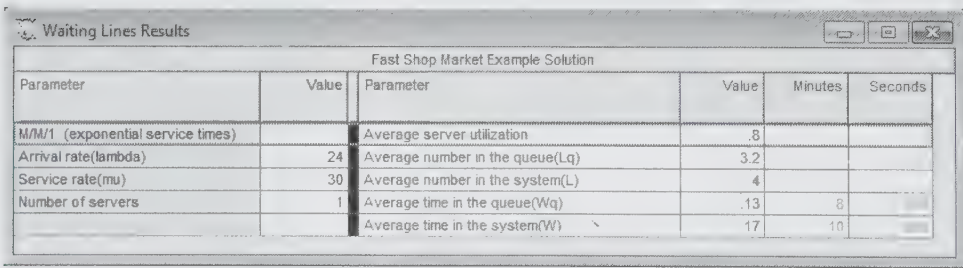 Waiting Lines Results
Fast Shop Market Example Solution
Parameter Value Parameter Value Minutes Seconds
M/M/1 (exponential service times) Average server utilization .8
Arrival rate(lambda) 24 Average number in the queue(Lq) 3.2
Service rate(mu) 30 Average number in the system(L) 4
Number of servers 1 Average time in the queue(Wq) .13 8
Average time in the system(W) 17 10